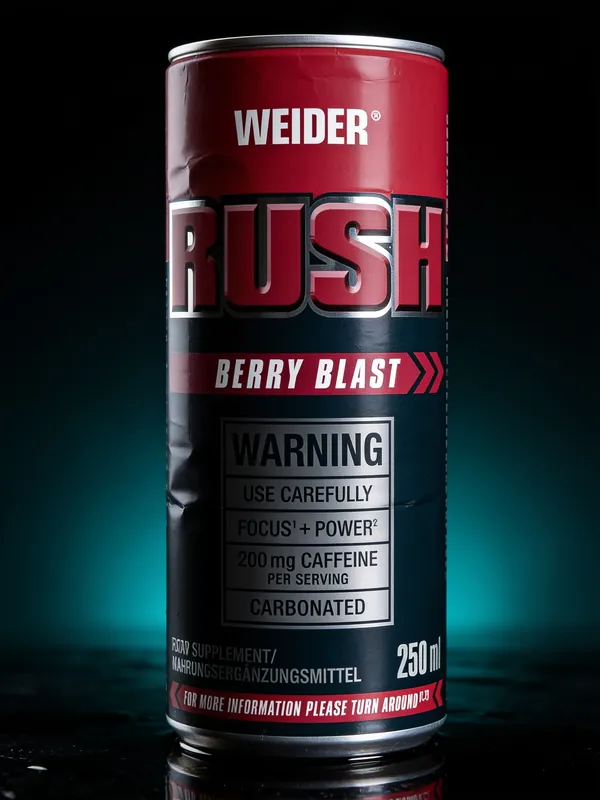 WEIDER®
RUSH
BERRY BLAST
WARNING
USE CAREFULLY
FOCUS¹ + POWER²
200 mg CAFFEINE
PER SERVING
CARBONATED
SUPPLEMENT/
NAHRUNGSERGÄNZUNGSMITTEL
250 ml
FOR MORE INFORMATION PLEASE TURN AROUND